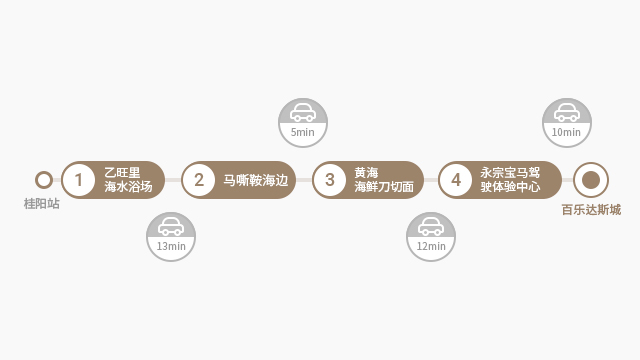 5min
10min
桂阳站
1
乙旺里
海水浴场
2
马嘶鞍海边
3
黄海
海鲜刀切面
4
永宗宝马驾
驶体验中心
百乐达斯城
13min
12min